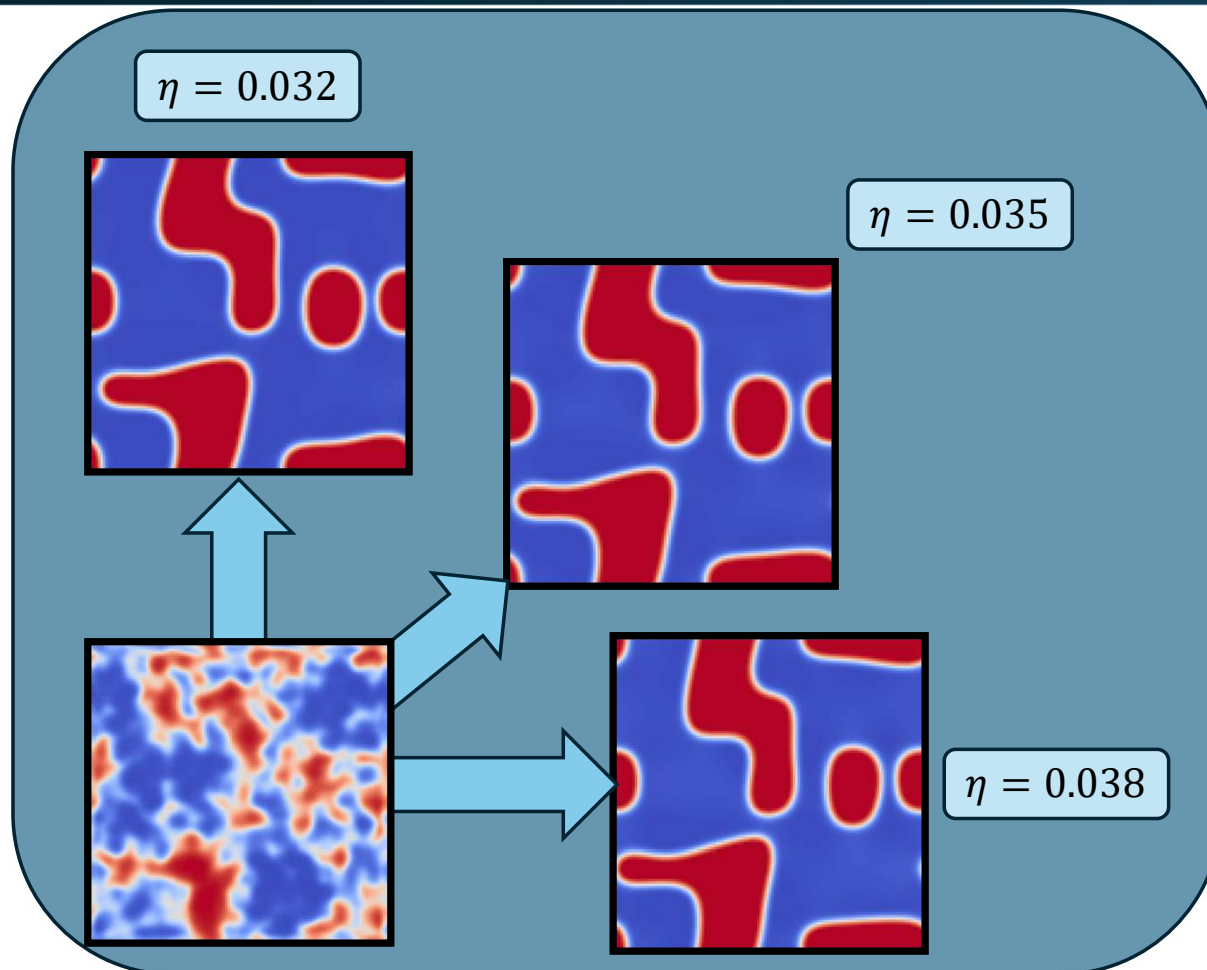 η = 0.032
η = 0.035
η = 0.038